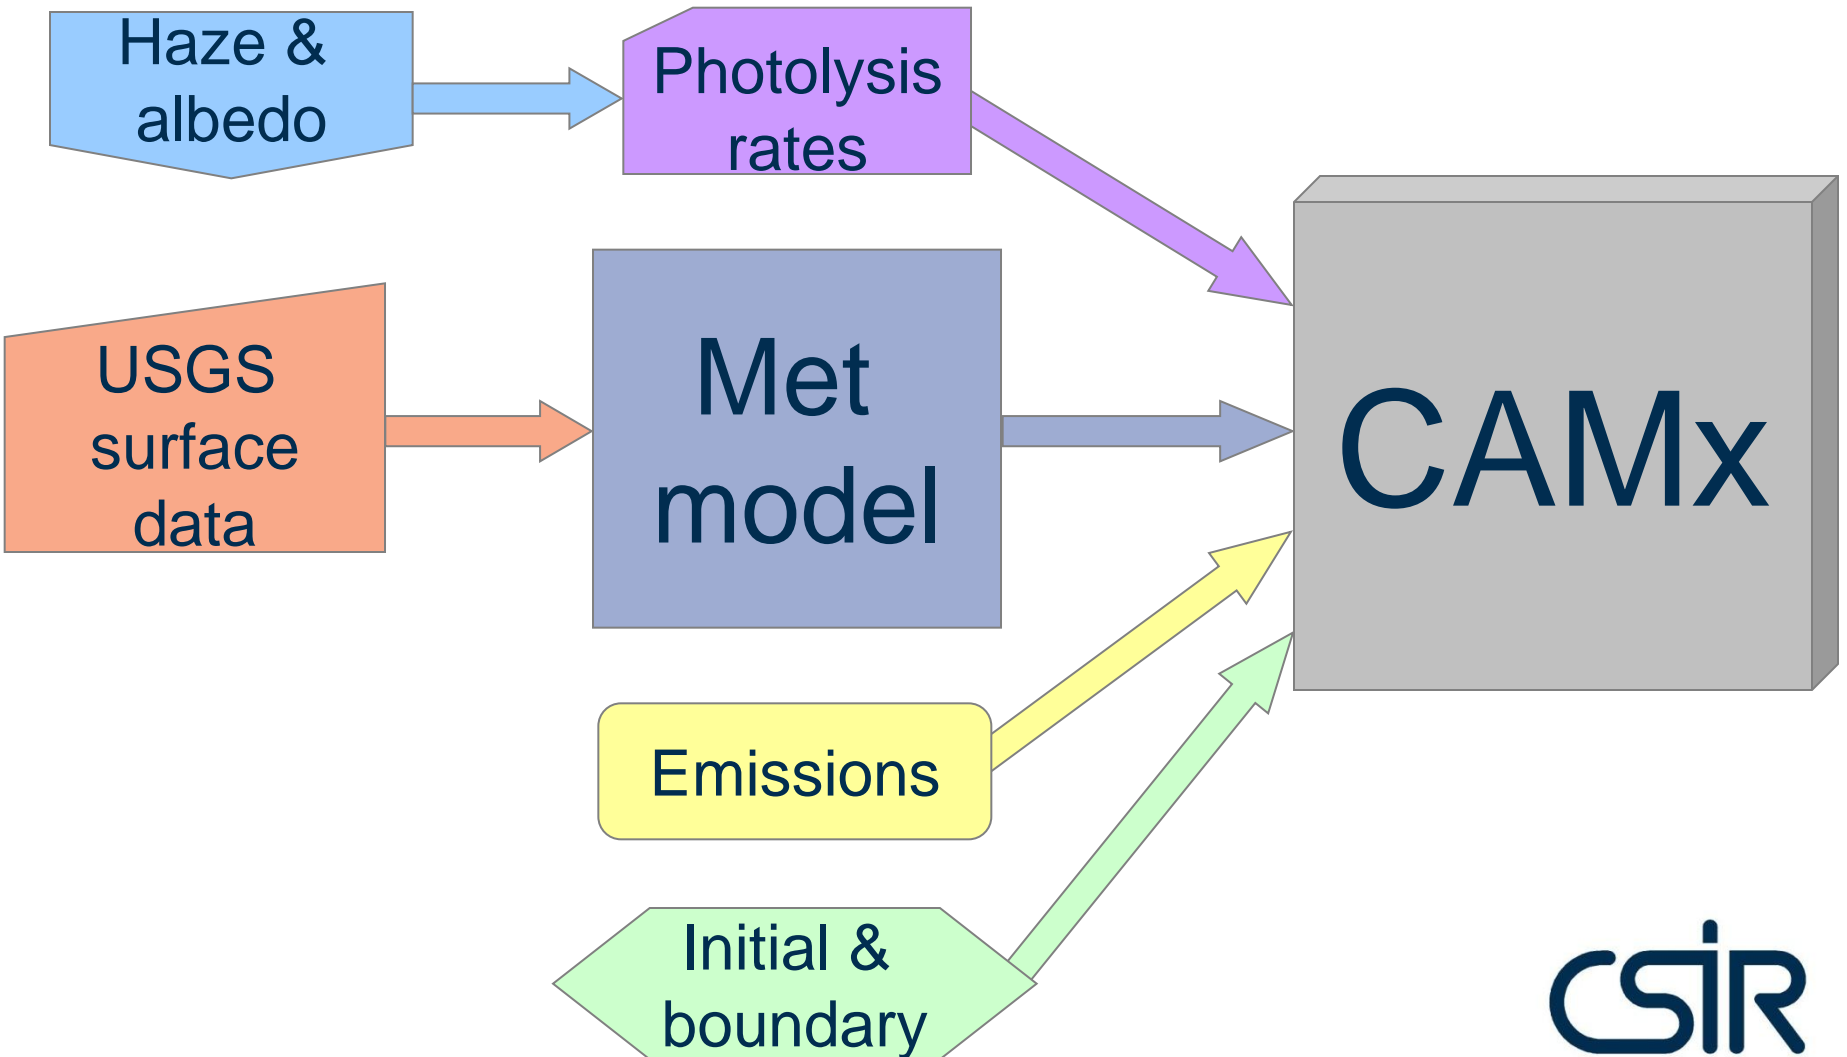 Haze &
albedo
Photolysis
rates
USGS
surface
data
Met
model
CAMx
Emissions
Initial &
boundary
CSIR